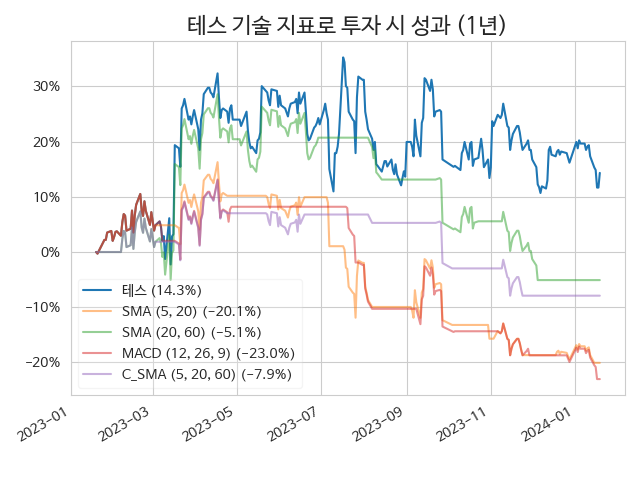 테스 기술 지표로 투자 시 성과 (1년)
30%
20%
10%
0%
−10%
−20%
테스 (14.3%)
SMA (5, 20) (−20.1%)
SMA (20, 60) (−5.1%)
MACD (12, 26, 9) (−23.0%)
C_SMA (5, 20, 60) (−7.9%)
2023−01
2023−03
2023−05
2023−07
2023−09
2023−11
2024−01